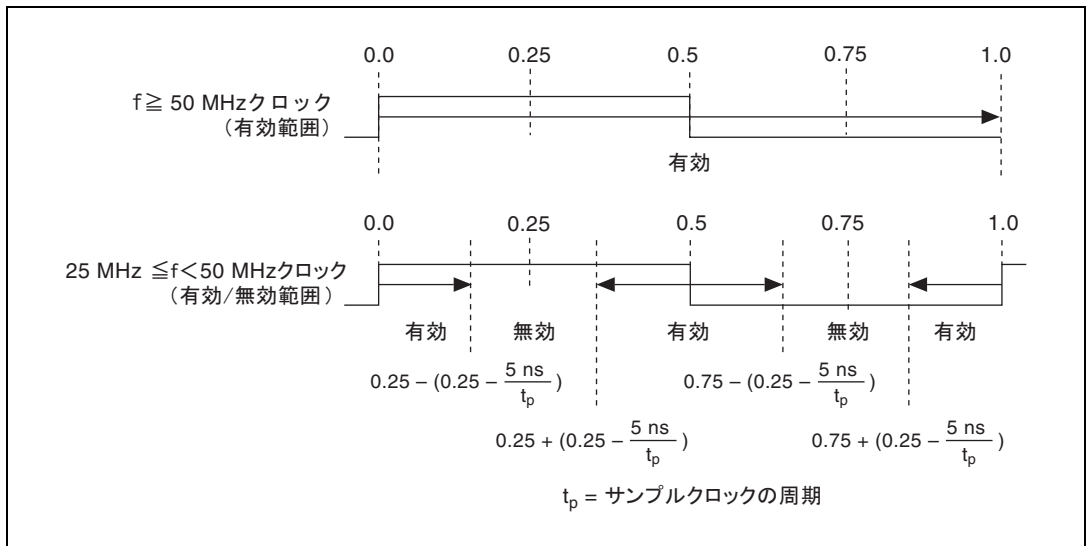 0.0 0.25 0.5 0.75 1.0
f≧ 50 MHzクロック
（有効範囲）
有効
0.0 0.25 0.5 0.75 1.0
25 MHz ≦f＜50 MHzクロック
（有効/無効範囲）
有効 無効 有効 無効 有効
0.25 – (0.25 – 5 ns/tp) 0.75 – (0.25 – 5 ns/tp)
0.25 + (0.25 – 5 ns/tp) 0.75 + (0.25 – 5 ns/tp)
tp = サンプルクロックの周期